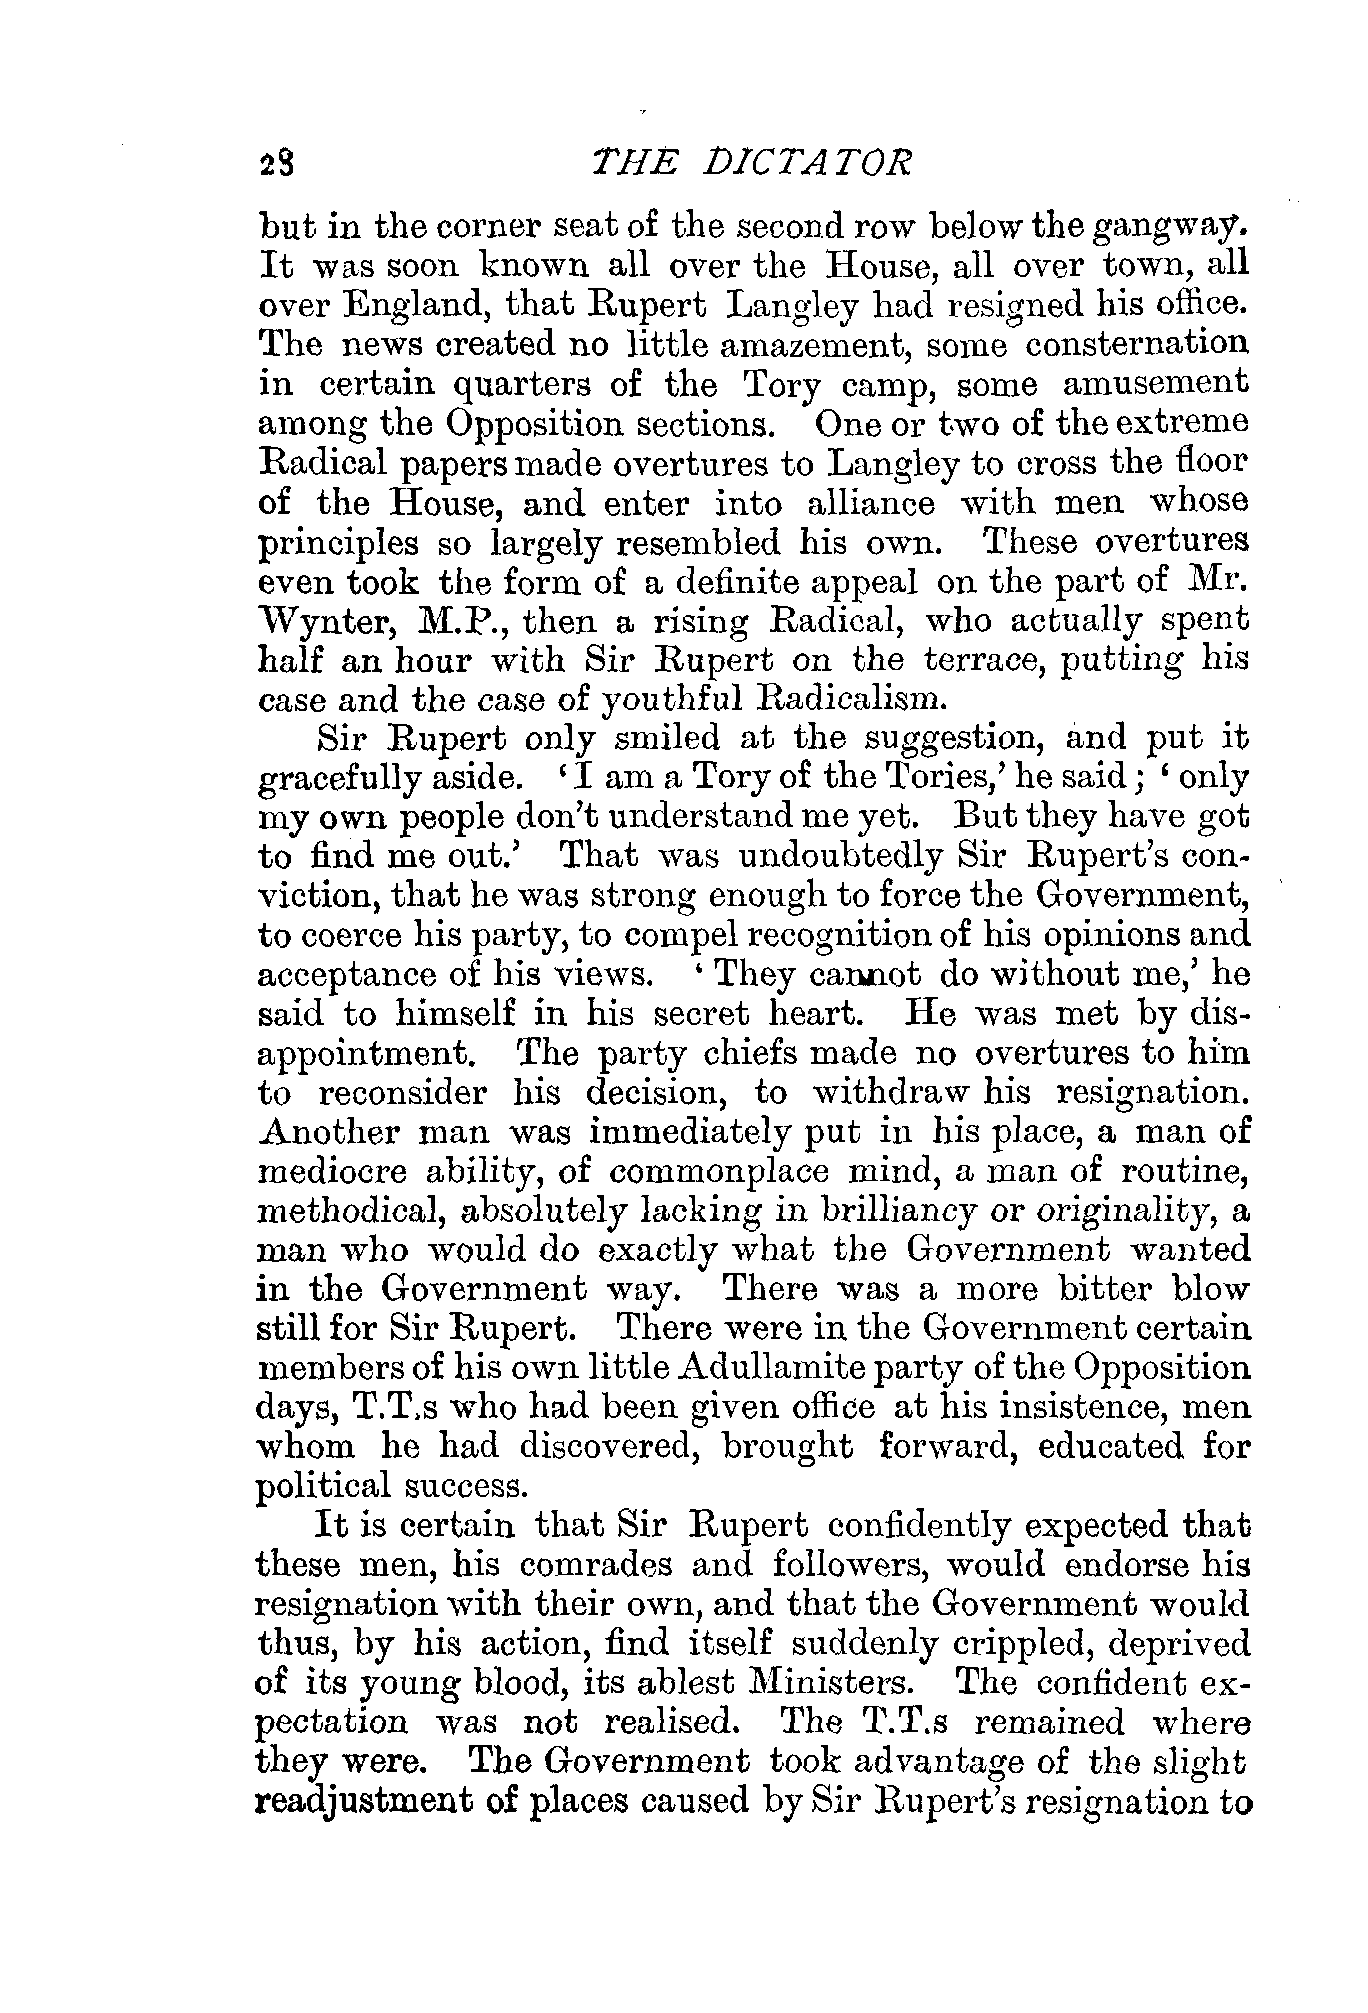 28 THE DICTATOR
but in the corner seat of the second row below the gangway.
It was soon known all over the House, all over town, all
over England, that Rupert Langley had resigned his office.
The news created no little amazement, some consternation
in certain quarters of the Tory camp, some amusement
among the Opposition sections. One or two of the extreme
Radical papers made overtures to Langley to cross the floor
of the House, and enter into alliance with men whose
principles so largely resembled his own. These overtures
even took the form of a definite appeal on the part of Mr.
Wynter, M.P., then a rising Radical, who actually spent
half an hour with Sir Rupert on the terrace, putting his
case and the case of youthful Radicalism.
Sir Rupert only smiled at the suggestion, and put it
gracefully aside. ‘I am a Tory of the Tories,’ he said; ‘only
my own people don’t understand me yet. But they have got
to find me out.’ That was undoubtedly Sir Rupert’s con-
viction, that he was strong enough to force the Government,
to coerce his party, to compel recognition of his opinions and
acceptance of his views. ‘They cannot do without me,’ he
said to himself in his secret heart. He was met by dis-
appointment. The party chiefs made no overtures to him
to reconsider his decision, to withdraw his resignation.
Another man was immediately put in his place, a man of
mediocre ability, of commonplace mind, a man of routine,
methodical, absolutely lacking in brilliancy or originality, a
man who would do exactly what the Government wanted
in the Government way. There was a more bitter blow
still for Sir Rupert. There were in the Government certain
members of his own little Adullamite party of the Opposition
days, T.T.s who had been given office at his insistence, men
whom he had discovered, brought forward, educated for
political success.
It is certain that Sir Rupert confidently expected that
these men, his comrades and followers, would endorse his
resignation with their own, and that the Government would
thus, by his action, find itself suddenly crippled, deprived
of its young blood, its ablest Ministers. The confident ex-
pectation was not realised. The T.T.s remained where
they were. The Government took advantage of the slight
readjustment of places caused by Sir Rupert’s resignation to